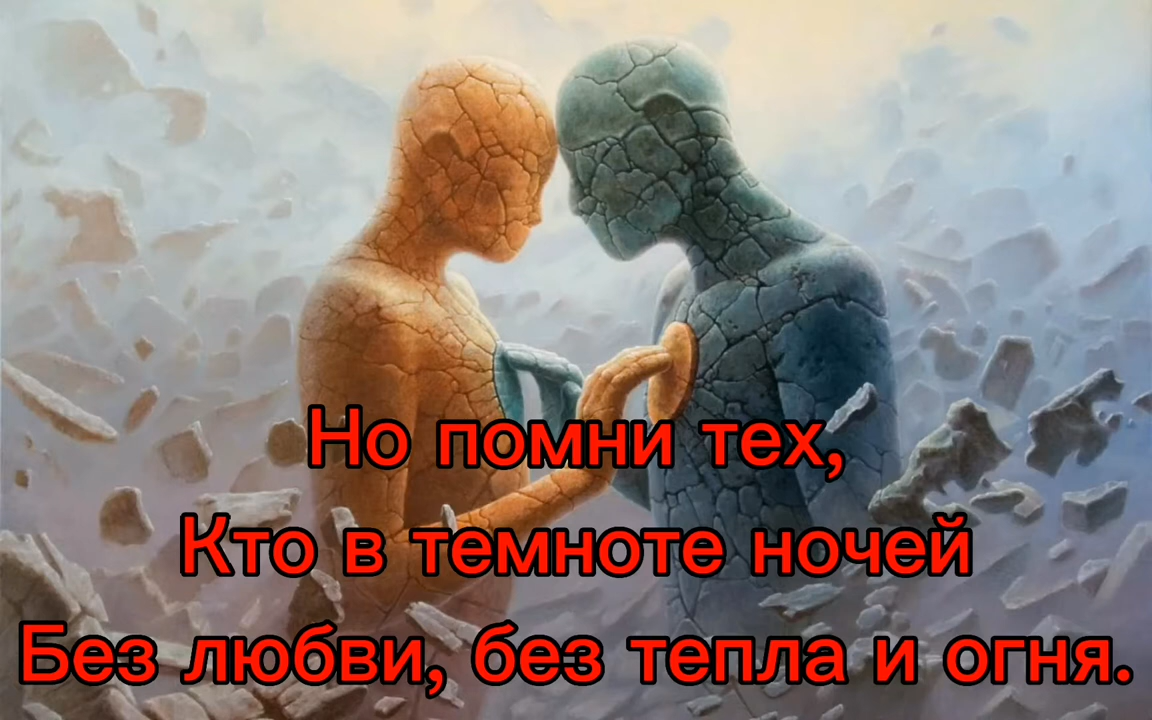 Но помни тех,
Кто в темноте ночей
Без любви, без тепла и огня.